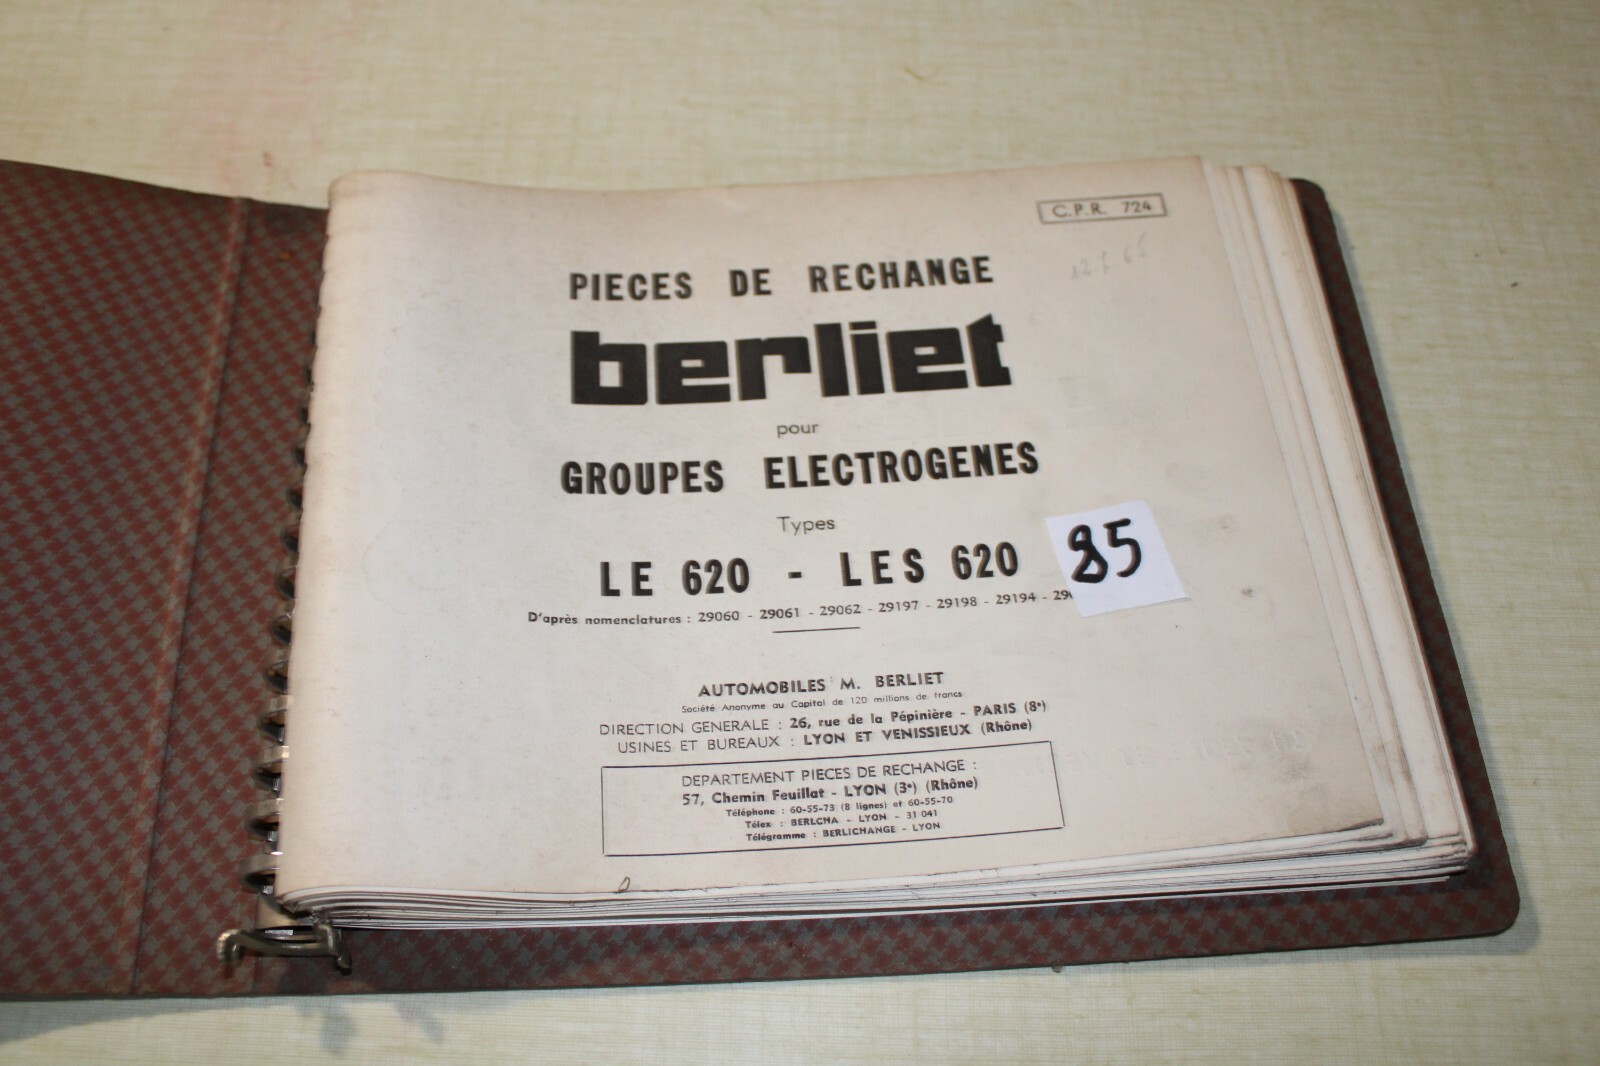 C.P.R. 724
PIECES DE RECHANGE
berliet
pour
GROUPES ELECTROGENES
Types
LE 620 - LES 620
85
D'après nomenclatures : 29060 - 29061 - 29062 - 29197 - 29198 - 29194 -
AUTOMOBILES M. BERLIET
Société Anonyme au Capital de 120 millions de francs
DIRECTION GENERALE : 26, rue de la Pépinière - PARIS (8e)
USINES ET BUREAUX : LYON ET VENISSIEUX (Rhône)
DEPARTEMENT PIECES DE RECHANGE :
57, Chemin Feuillat - LYON (3e) (Rhône)
Téléphone : 60-55-73 (8 lignes) et 60-55-70
Télex : BERLCHA - LYON - 31 041
Télégramme : BERLICHANGE - LYON